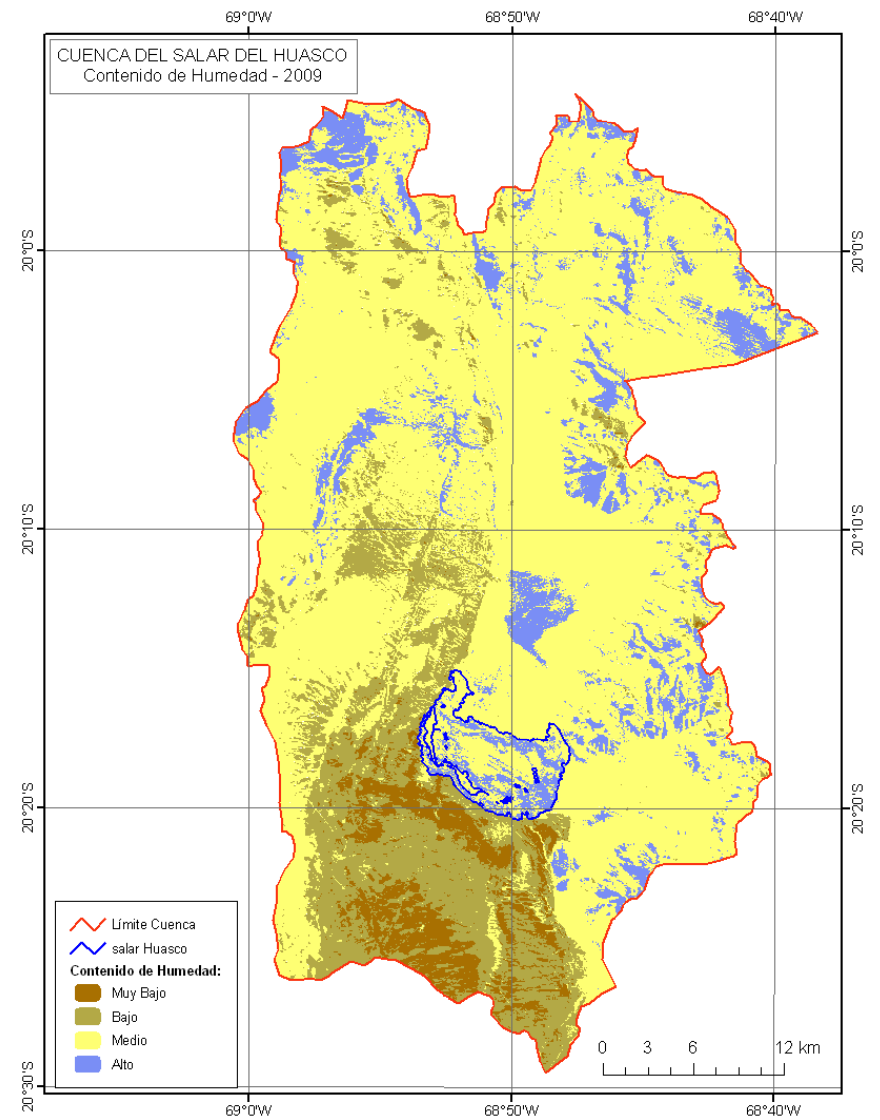 69°0'W 68°50'W 68°40'W
CUENCA DEL SALAR DEL HUASCO
Contenido de Humedad - 2009
20°0'S 20°0'S
20°10'S 20°10'S
20°20'S 20°20'S
Límite Cuenca
salar Huasco
Contenido de Humedad:
Muy Bajo
Bajo
Medio
Alto
0 3 6 12 km
20°30'S
69°0'W 68°50'W 68°40'W